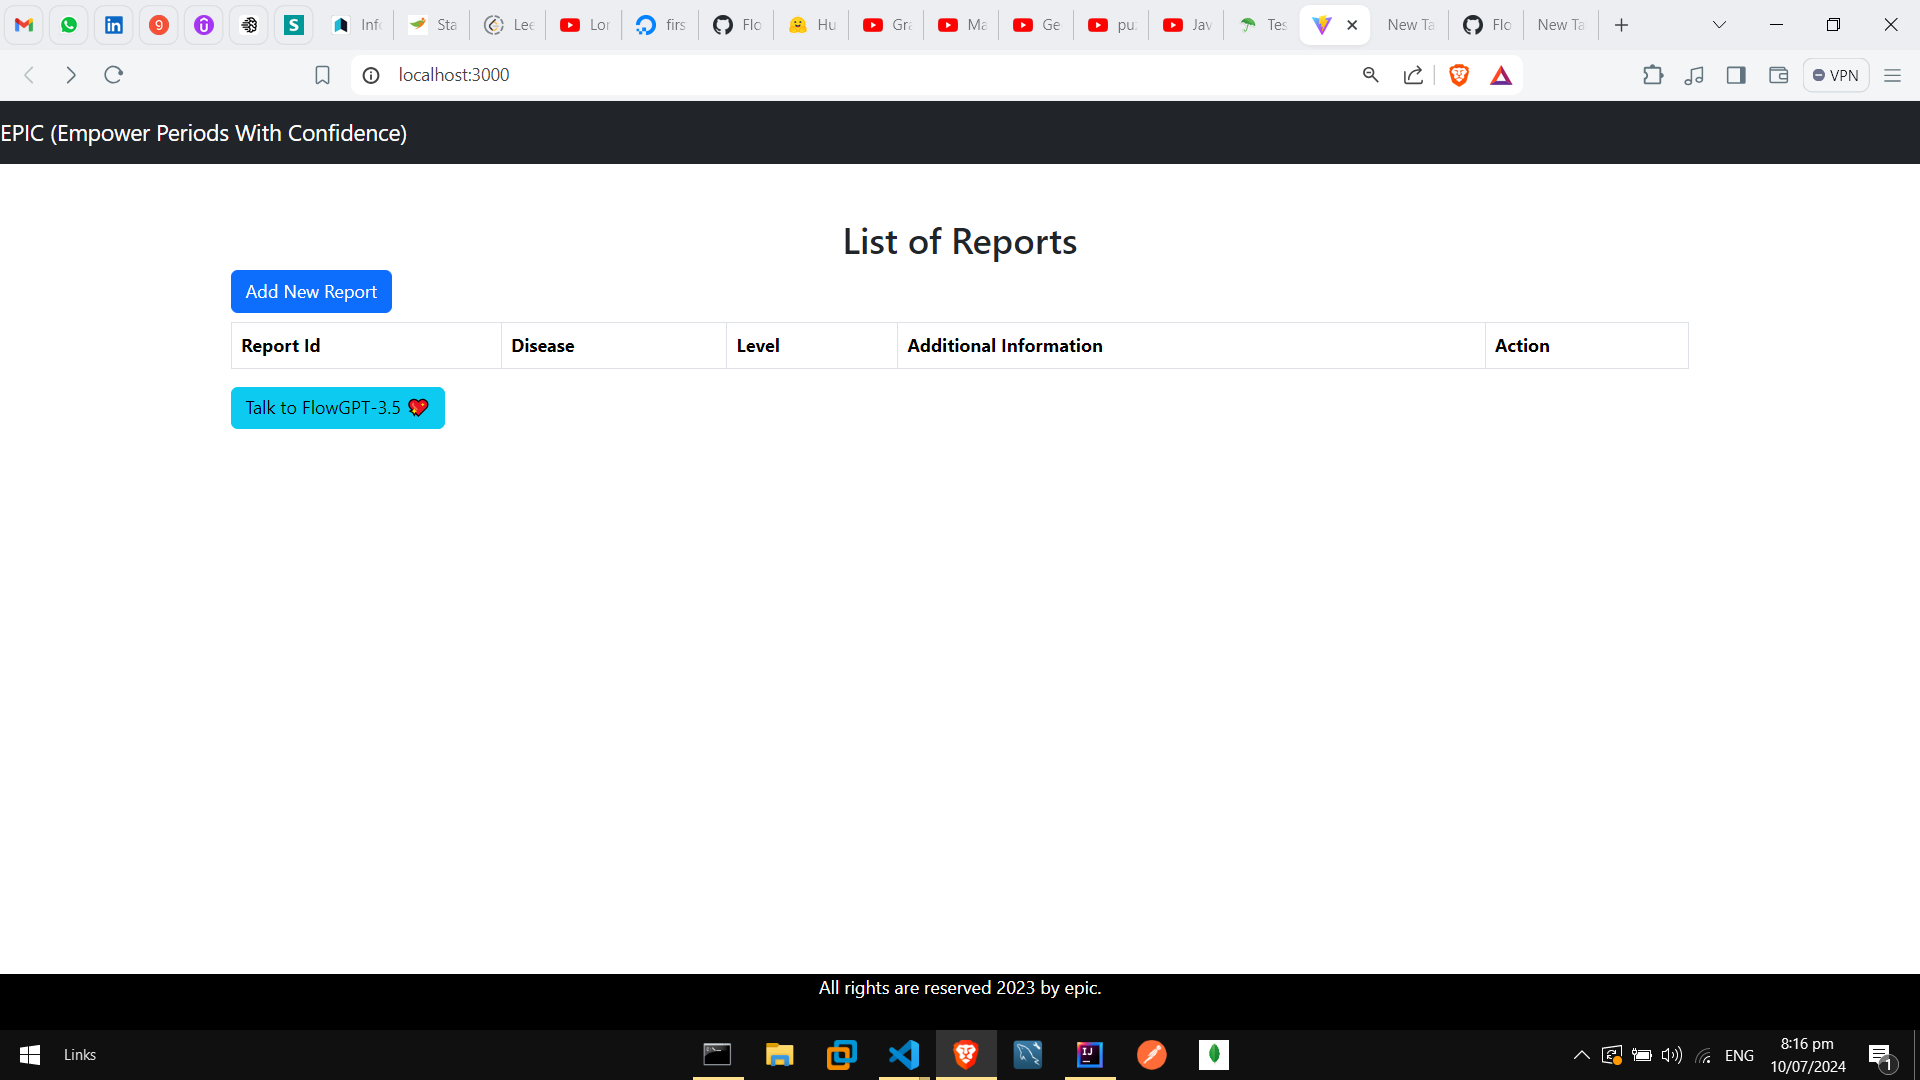 Info
Sta
Lee
Lor
firs
Flo
Hu
Gra
Ma
Ge
pu
Jav
Tes
New Ta
Flo
New Ta
localhost:3000
VPN
EPIC (Empower Periods With Confidence)
List of Reports
Add New Report
Report Id Disease Level Additional Information Action
Talk to FlowGPT-3.5
All rights are reserved 2023 by epic.
Links
ENG
8:16 pm
10/07/2024
1